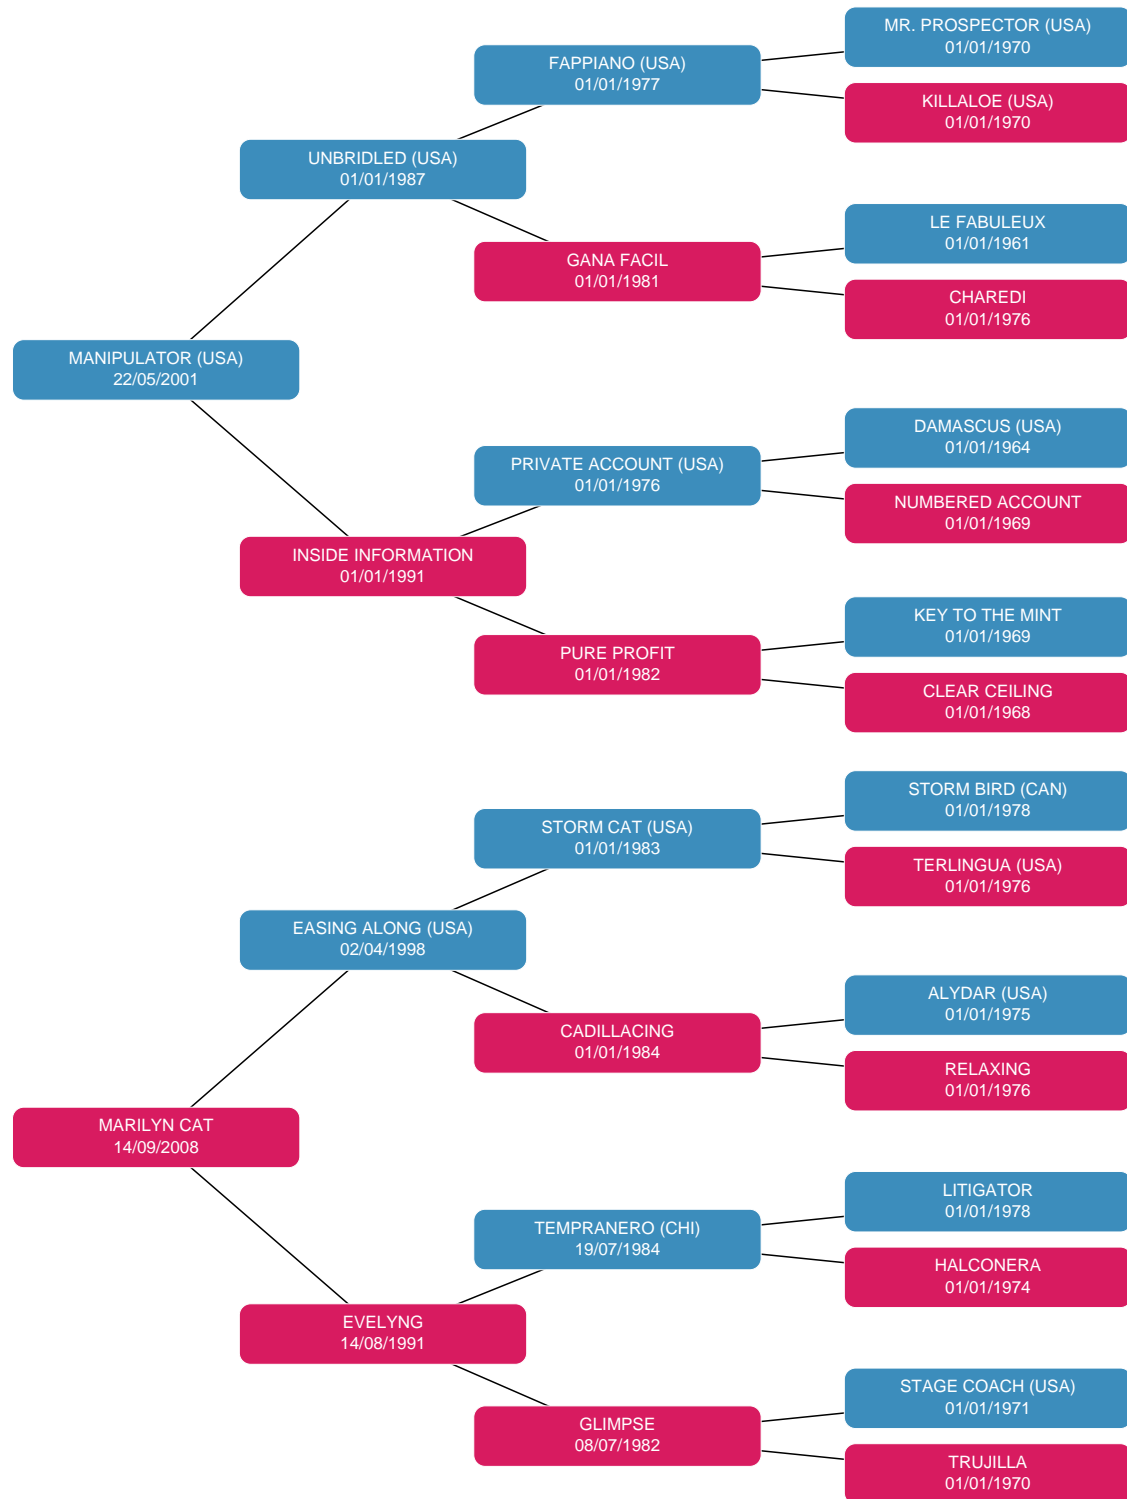 MR. PROSPECTOR (USA)
01/01/1970
FAPPIANO (USA)
01/01/1977
KILLALOE (USA)
01/01/1970
UNBRIDLED (USA)
01/01/1987
LE FABULEUX
01/01/1961
GANA FACIL
01/01/1981
CHAREDI
01/01/1976
MANIPULATOR (USA)
22/05/2001
DAMASCUS (USA)
01/01/1964
PRIVATE ACCOUNT (USA)
01/01/1976
NUMBERED ACCOUNT
01/01/1969
INSIDE INFORMATION
01/01/1991
KEY TO THE MINT
01/01/1969
PURE PROFIT
01/01/1982
CLEAR CEILING
01/01/1968
STORM BIRD (CAN)
01/01/1978
STORM CAT (USA)
01/01/1983
TERLINGUA (USA)
01/01/1976
EASING ALONG (USA)
02/04/1998
ALYDAR (USA)
01/01/1975
CADILLACING
01/01/1984
RELAXING
01/01/1976
MARILYN CAT
14/09/2008
LITIGATOR
01/01/1978
TEMPRANERO (CHI)
19/07/1984
HALCONERA
01/01/1974
EVELYNG
14/08/1991
STAGE COACH (USA)
01/01/1971
GLIMPSE
08/07/1982
TRUJILLA
01/01/1970